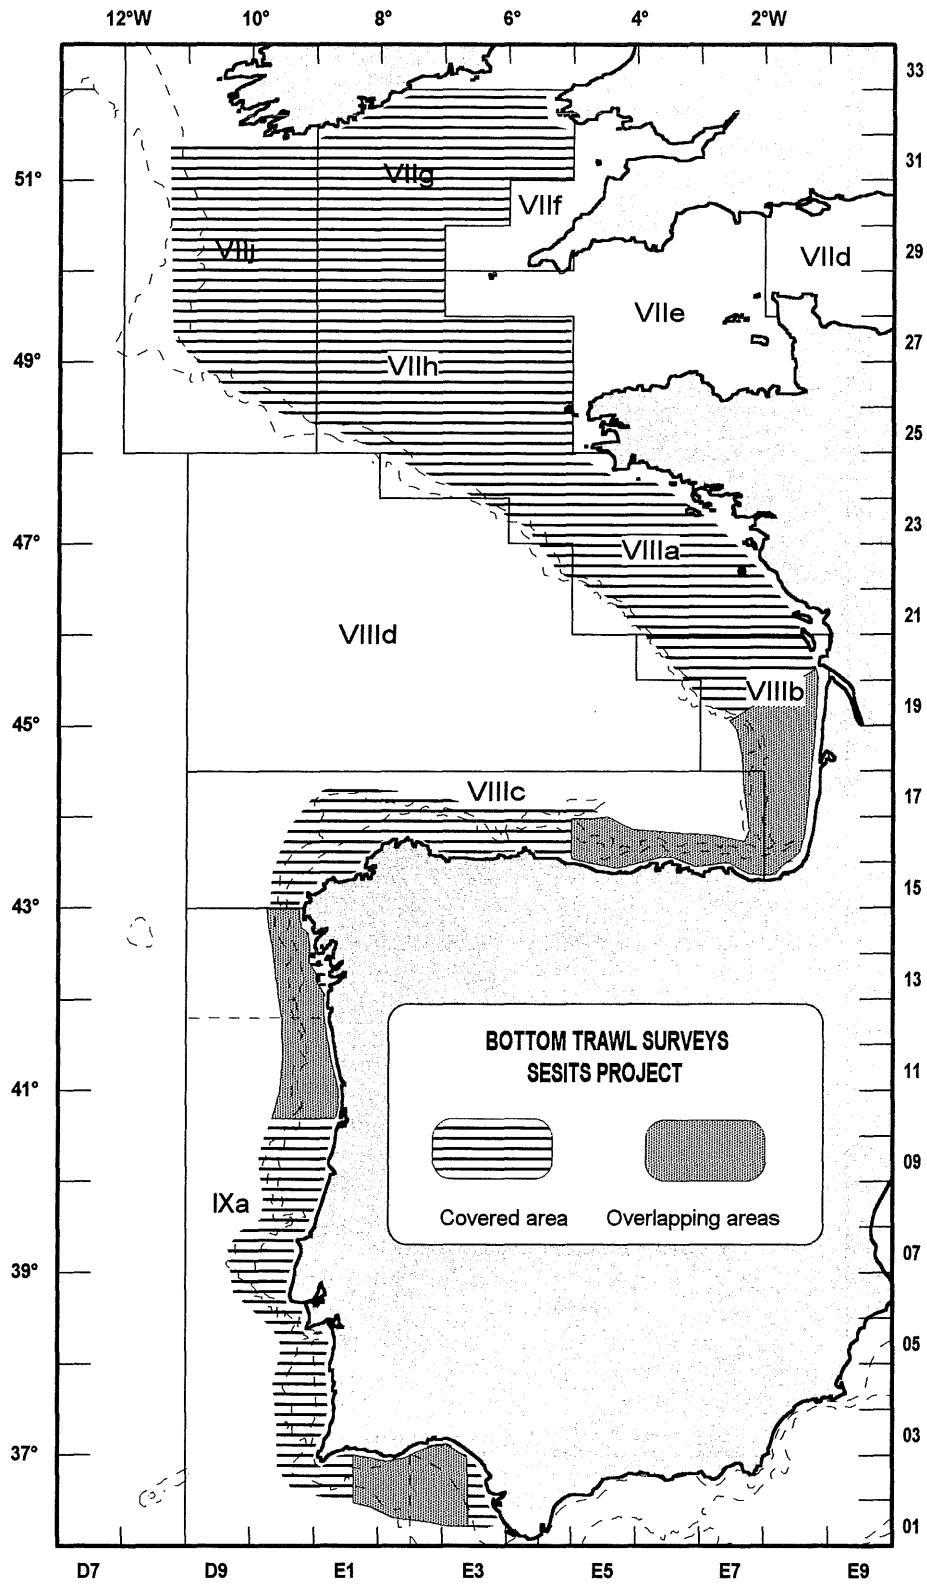 12°W 10° 8° 6° 4° 2°W
33
VIIg
31
51°
VIIf
VIIj
29
VIId
VIIe
27
49°
VIIh
25
23
47°
VIIIa
21
VIIId
VIIIb
19
45°
VIIIc
17
15
43°
13
BOTTOM TRAWL SURVEYS
SESITS PROJECT
11
41°
09
IXa
Covered area Overlapping areas
07
39°
05
03
37°
01
D7 D9 E1 E3 E5 E7 E9